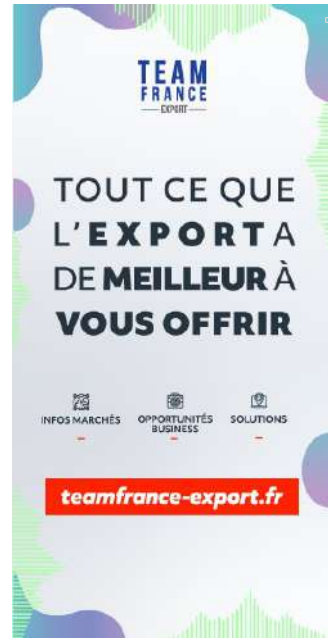 TEAM
FRANCE
EXPORT
TOUT CE QUE
L'EXPORT A
DE MEILLEUR À
VOUS OFFRIR
INFOS MARCHÉS
OPPORTUNITÉS
BUSINESS
SOLUTIONS
teamfrance-export.fr